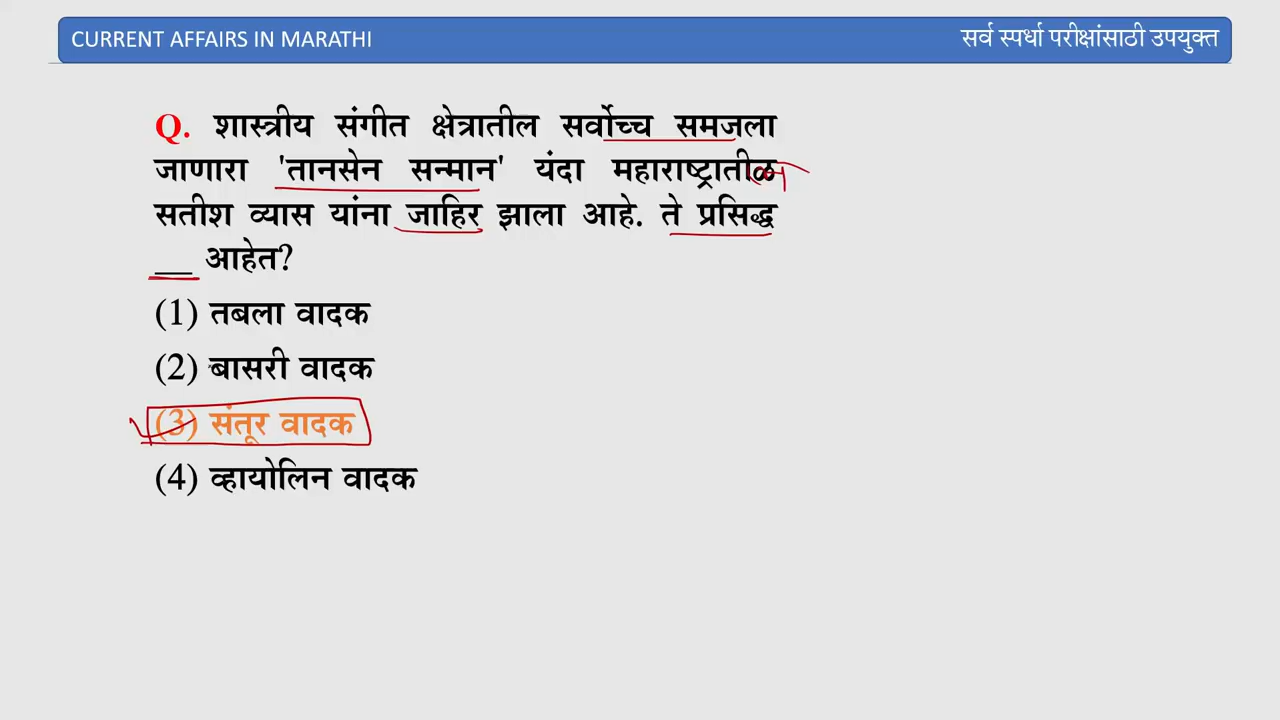 CURRENT AFFAIRS IN MARATHI
सर्व स्पर्धा परीक्षांसाठी उपयुक्त
Q. शास्त्रीय संगीत क्षेत्रातील सर्वोच्च समजला
जाणारा 'तानसेन सन्मान' यंदा महाराष्ट्रातीळ
सतीश व्यास यांना जाहिर झाला आहे. ते प्रसिद्ध
__ आहेत?
(1) तबला वादक
(2) बासरी वादक
(3) संतूर वादक
(4) व्हायोलिन वादक